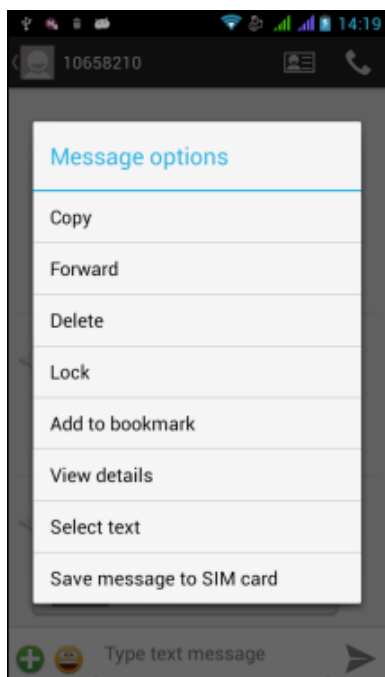 14:19
10658210
Message options
Copy
Forward
Delete
Lock
Add to bookmark
View details
Select text
Save message to SIM card
Type text message